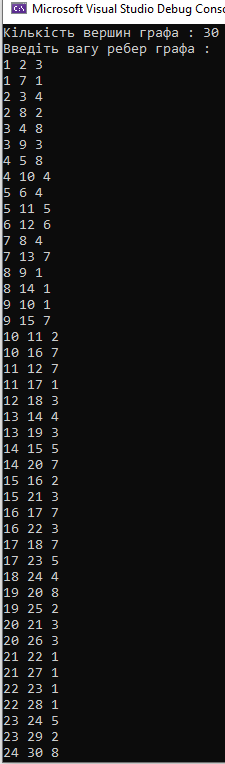 Microsoft Visual Studio Debug Conso
Кількість вершин графа : 30
Введіть вагу ребер графа :
1 2 3
1 7 1
2 3 4
2 8 2
3 4 8
3 9 3
4 5 8
4 10 4
5 6 4
5 11 5
6 12 6
7 8 4
7 13 7
8 9 1
8 14 1
9 10 1
9 15 7
10 11 2
10 16 7
11 12 7
11 17 1
12 18 3
13 14 4
13 19 3
14 15 5
14 20 7
15 16 2
15 21 3
16 17 7
16 22 3
17 18 7
17 23 5
18 24 4
19 20 8
19 25 2
20 21 3
20 26 3
21 22 1
21 27 1
22 23 1
22 28 1
23 24 5
23 29 2
24 30 8